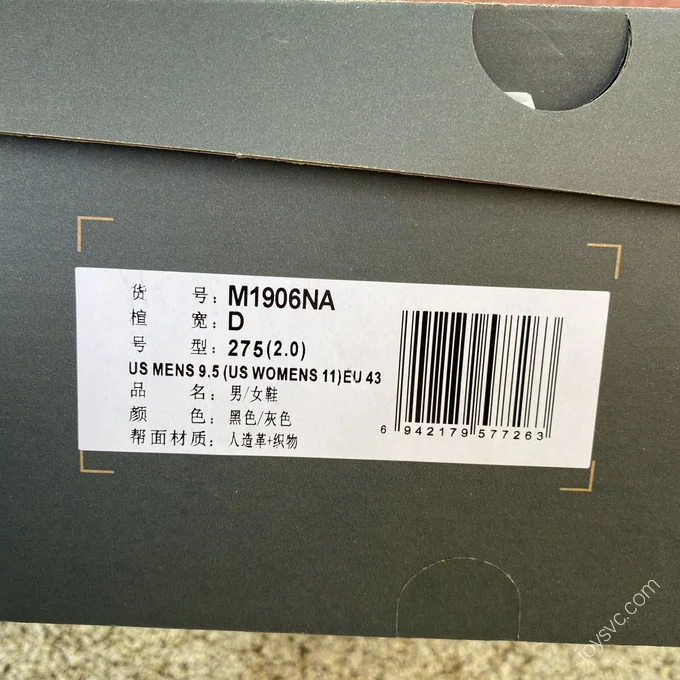 货 号: M1906NA
楦 宽: D
号 型: 275(2.0)
US MENS 9.5 (US WOMENS 11)EU 43
品 名: 男/女鞋
颜 色: 黑色/灰色
帮面材质: 人造革+织物
6 942179 577263
joysvc.com